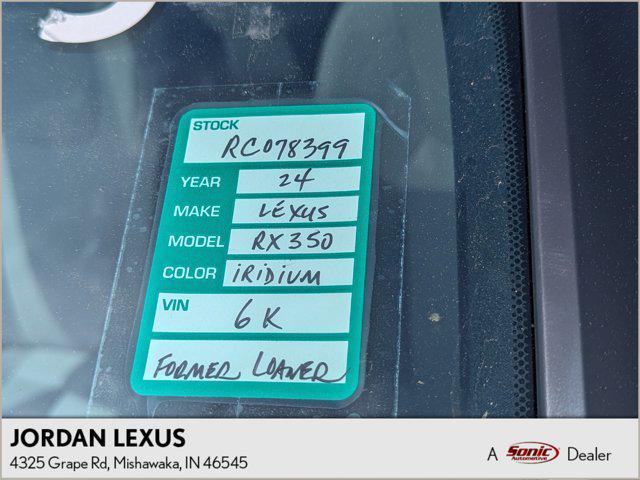 STOCK
RC078399
YEAR 24
MAKE LEXUS
MODEL RX350
COLOR IRIDIUM
VIN
6K
FORMER LOANER
JORDAN LEXUS
4325 Grape Rd, Mishawaka, IN 46545
A Sonic Automotive Dealer